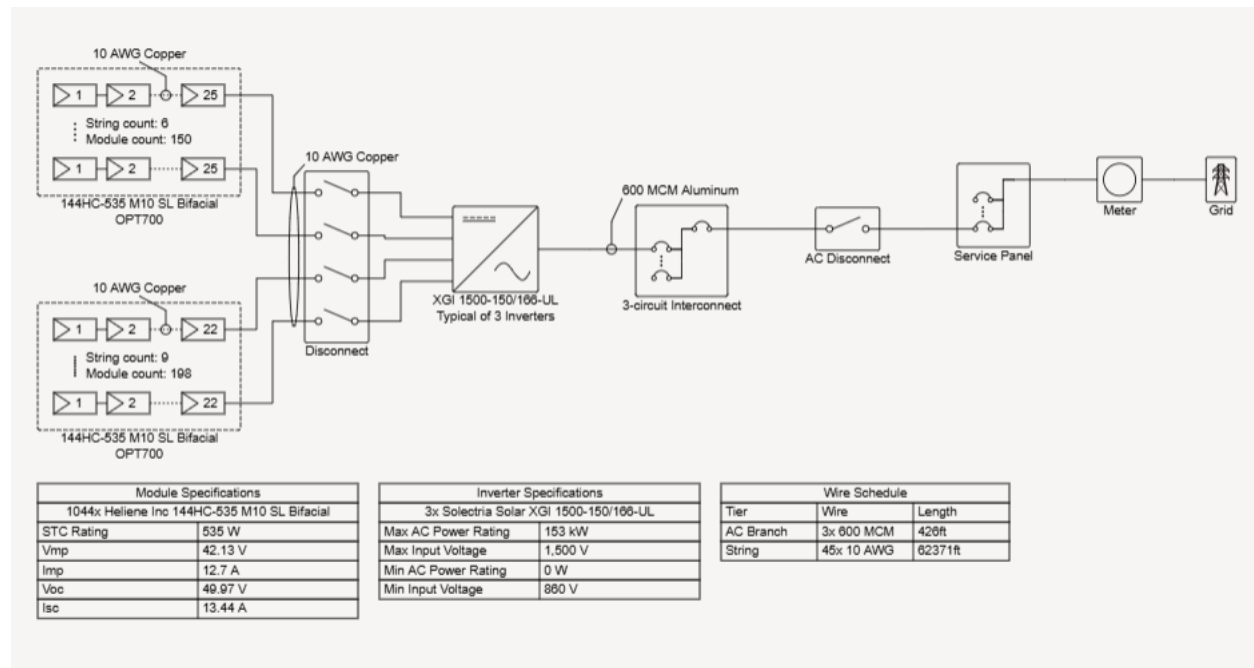 10 AWG Copper
1 2 25
String count: 6
Module count: 150
1 2 25
144HC-535 M10 SL Bifacial
OPT700
10 AWG Copper
1 2 22
String count: 9
Module count: 198
1 2 22
144HC-535 M10 SL Bifacial
OPT700
10 AWG Copper
Disconnect
XGI 1500-150/166-UL
Typical of 3 Inverters
600 MCM Aluminum
3-circuit Interconnect
AC Disconnect
Service Panel
Meter
Grid
Module Specifications
1044x Heliene Inc 144HC-535 M10 SL Bifacial
STC Rating 535 W
Vmp 42.13 V
Imp 12.7 A
Voc 49.97 V
Isc 13.44 A
Inverter Specifications
3x Solectria Solar XGI 1500-150/166-UL
Max AC Power Rating 153 kW
Max Input Voltage 1,500 V
Min AC Power Rating 0 W
Min Input Voltage 860 V
Wire Schedule
Tier Wire Length
AC Branch 3x 600 MCM 426ft
String 45x 10 AWG 62371ft